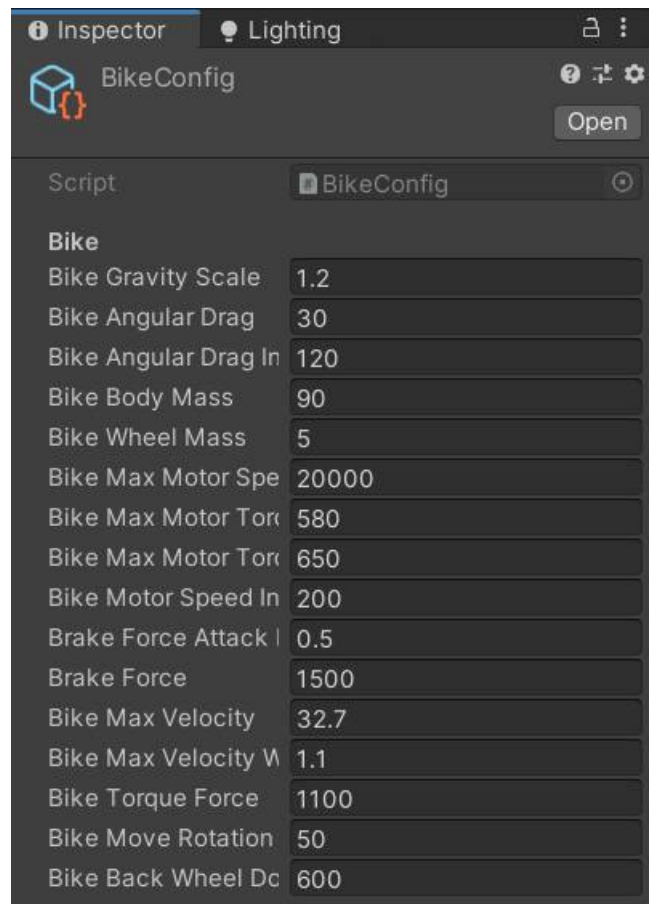 Inspector Lighting
BikeConfig
Open
Script BikeConfig
Bike
Bike Gravity Scale 1.2
Bike Angular Drag 30
Bike Angular Drag In 120
Bike Body Mass 90
Bike Wheel Mass 5
Bike Max Motor Spe 20000
Bike Max Motor Toro 580
Bike Max Motor Toro 650
Bike Motor Speed In 200
Brake Force Attack 0.5
Brake Force 1500
Bike Max Velocity 32.7
Bike Max Velocity W 1.1
Bike Torque Force 1100
Bike Move Rotation 50
Bike Back Wheel Do 600